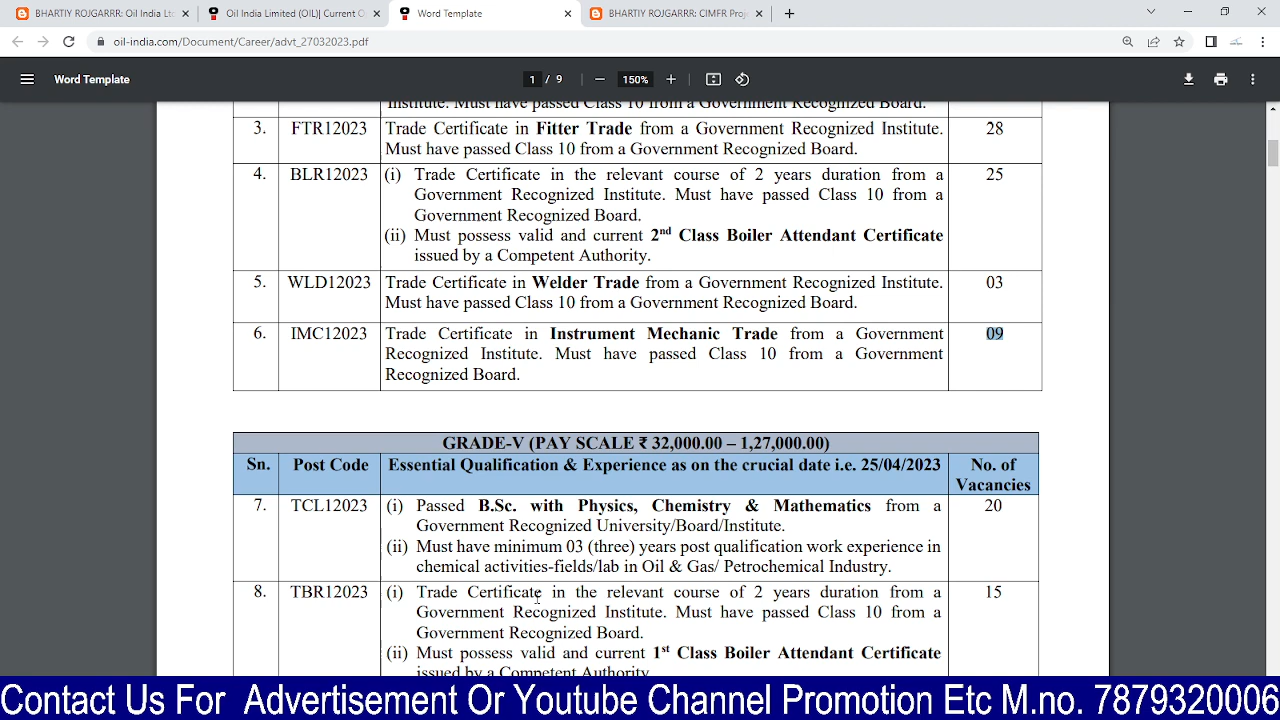 BHARTIY ROJGARRR: Oil India Ltd
Oil India Limited (OIL)| Current O
Word Template
BHARTIY ROJGARRR: CIMFR Proj
oil-india.com/Document/Career/advt_27032023.pdf
Word Template
1 / 9
150%
Institute. Must have passed Class 10 from a Government Recognized Board.
3. FTR12023 Trade Certificate in Fitter Trade from a Government Recognized Institute. 28
Must have passed Class 10 from a Government Recognized Board.
4. BLR12023 (i) Trade Certificate in the relevant course of 2 years duration from a 25
Government Recognized Institute. Must have passed Class 10 from a
Government Recognized Board.
(ii) Must possess valid and current 2nd Class Boiler Attendant Certificate
issued by a Competent Authority.
5. WLD12023 Trade Certificate in Welder Trade from a Government Recognized Institute. 03
Must have passed Class 10 from a Government Recognized Board.
6. IMC12023 Trade Certificate in Instrument Mechanic Trade from a Government 09
Recognized Institute. Must have passed Class 10 from a Government
Recognized Board.
GRADE-V (PAY SCALE ₹ 32,000.00 – 1,27,000.00)
Sn. Post Code Essential Qualification & Experience as on the crucial date i.e. 25/04/2023 No. of
Vacancies
7. TCL12023 (i) Passed B.Sc. with Physics, Chemistry & Mathematics from a 20
Government Recognized University/Board/Institute.
(ii) Must have minimum 03 (three) years post qualification work experience in
chemical activities-fields/lab in Oil & Gas/ Petrochemical Industry.
8. TBR12023 (i) Trade Certificate in the relevant course of 2 years duration from a 15
Government Recognized Institute. Must have passed Class 10 from a
Government Recognized Board.
(ii) Must possess valid and current 1st Class Boiler Attendant Certificate
issued by a Competent Authority.
Contact Us For Advertisement Or Youtube Channel Promotion Etc M.no. 7879320006